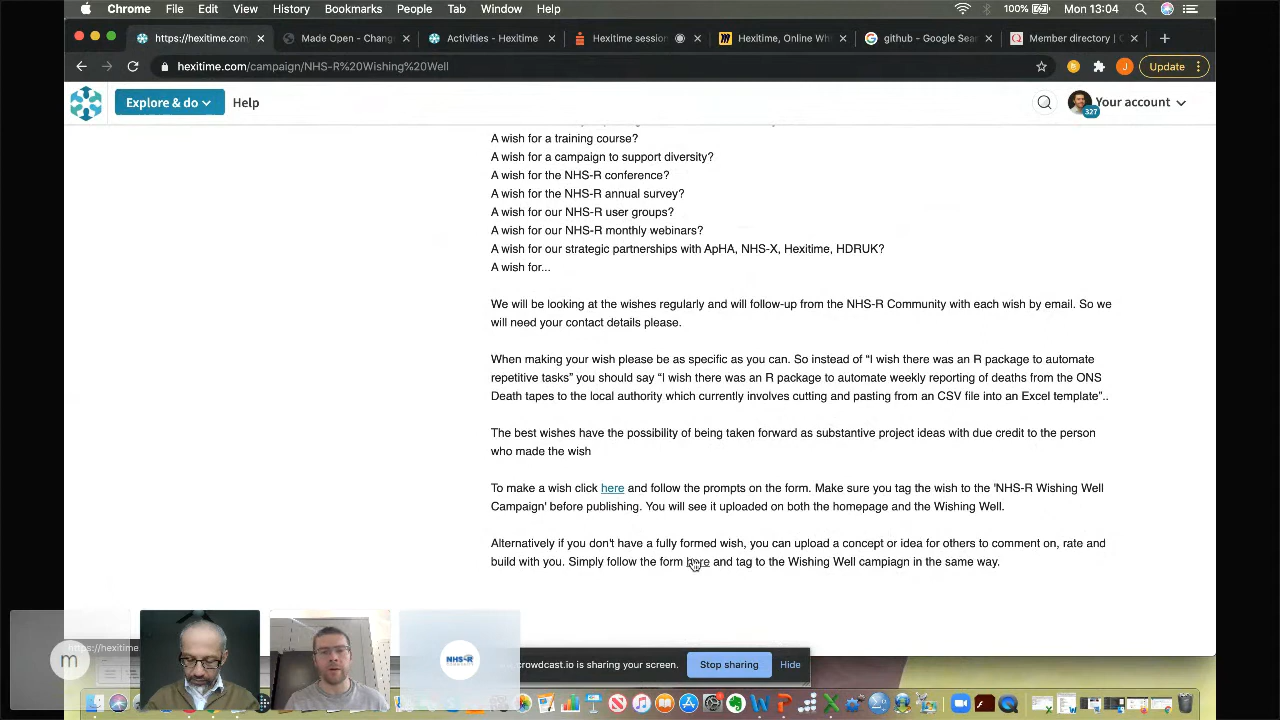 Chrome File Edit View History Bookmarks People Tab Window Help 100% Mon 13:04
https://hexitime.com Made Open - Chang Activities - Hexitime Hexitime session Hexitime, Online Whi github - Google Sear Member directory | C
hexitime.com/campaign/NHS-R%20Wishing%20Well J Update
Explore & do Help Your account
327
A wish for a training course?
A wish for a campaign to support diversity?
A wish for the NHS-R conference?
A wish for the NHS-R annual survey?
A wish for our NHS-R user groups?
A wish for our NHS-R monthly webinars?
A wish for our strategic partnerships with ApHA, NHS-X, Hexitime, HDRUK?
A wish for...
We will be looking at the wishes regularly and will follow-up from the NHS-R Community with each wish by email. So we
will need your contact details please.
When making your wish please be as specific as you can. So instead of “I wish there was an R package to automate
repetitive tasks” you should say “I wish there was an R package to automate weekly reporting of deaths from the ONS
Death tapes to the local authority which currently involves cutting and pasting from an CSV file into an Excel template”..
The best wishes have the possibility of being taken forward as substantive project ideas with due credit to the person
who made the wish
To make a wish click here and follow the prompts on the form. Make sure you tag the wish to the 'NHS-R Wishing Well
Campaign' before publishing. You will see it uploaded on both the homepage and the Wishing Well.
Alternatively if you don't have a fully formed wish, you can upload a concept or idea for others to comment on, rate and
build with you. Simply follow the form here and tag to the Wishing Well campiagn in the same way.
https://hexitime
m
NHS-R
COMMUNITY
.crowdcast.io is sharing your screen. Stop sharing Hide